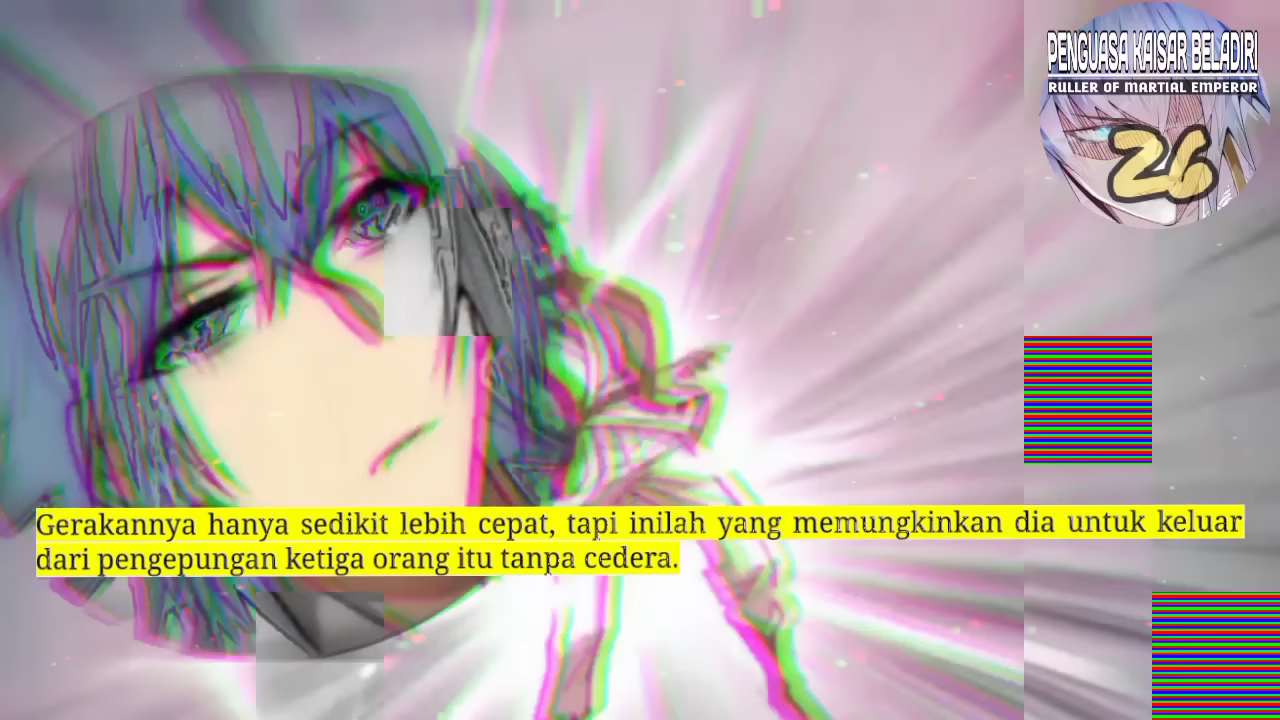 PENGUASA KAISAR BELADIRI
RULLER OF MARTIAL EMPEROR
26
Gerakannya hanya sedikit lebih cepat, tapi inilah yang memungkinkan dia untuk keluar
dari pengepungan ketiga orang itu tanpa cedera.